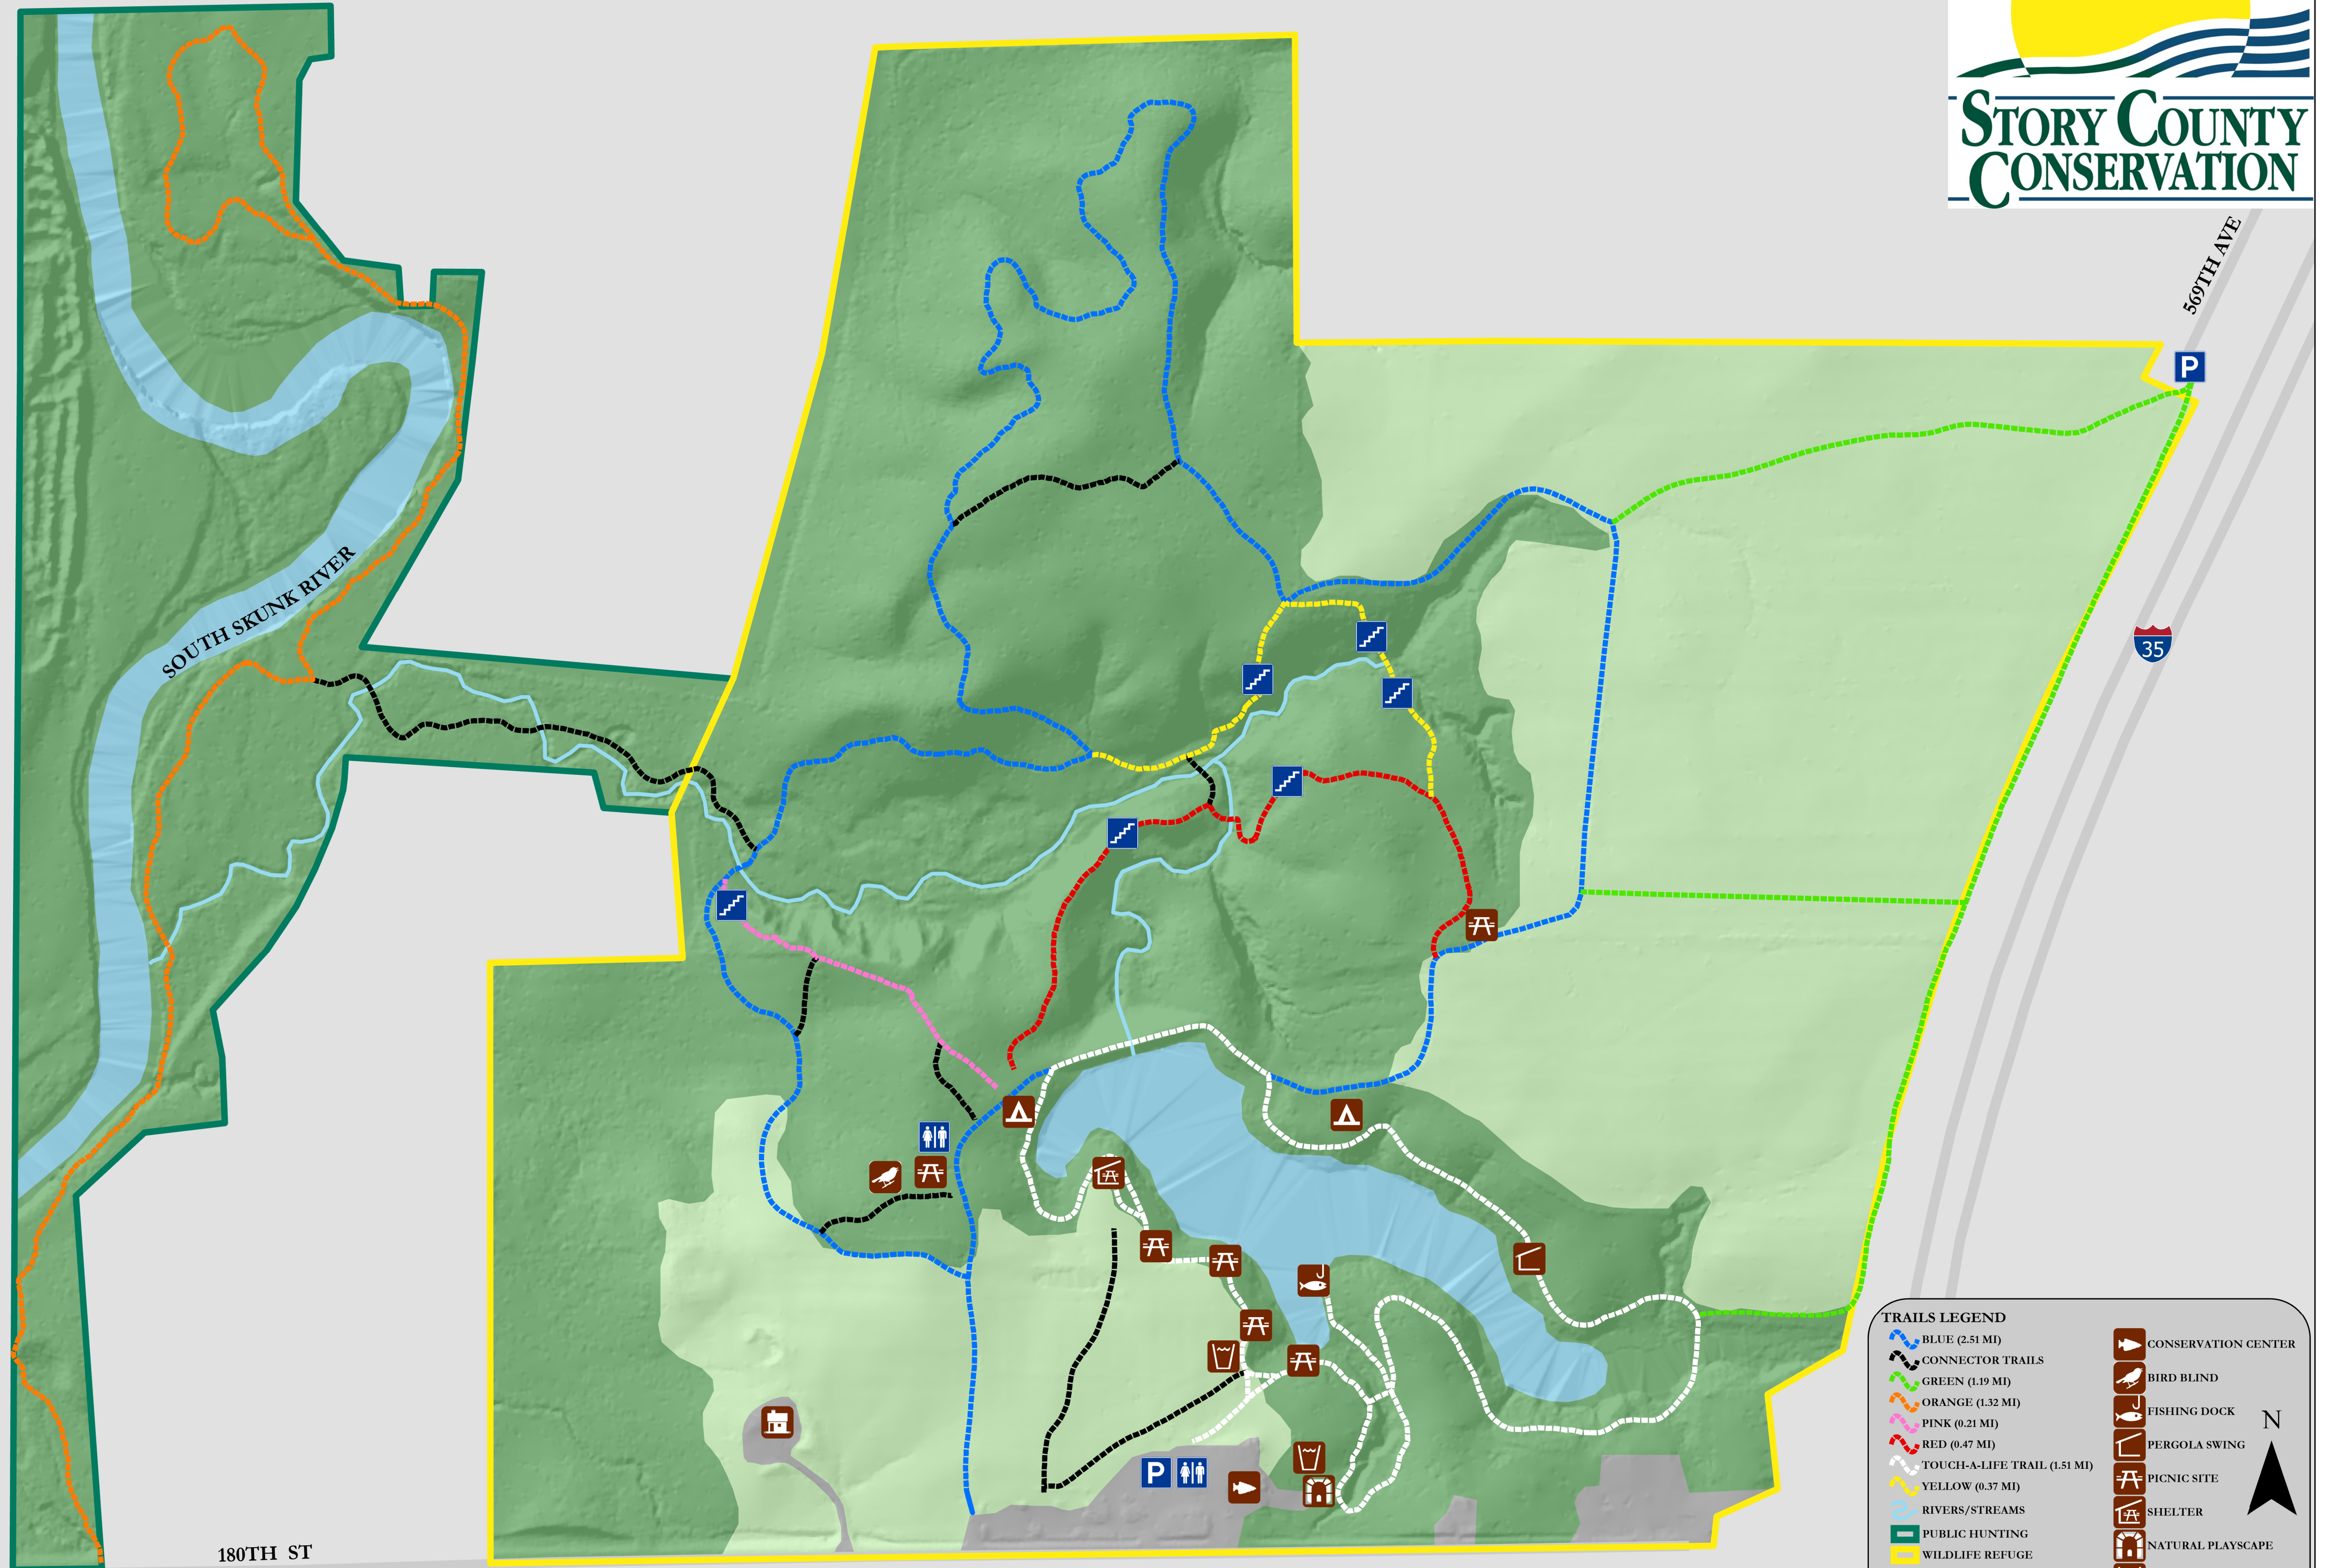 STORY COUNTY
CONSERVATION
569TH AVE
P
35
SOUTH SKUNK RIVER
P
180TH ST
N
TRAILS LEGEND
BLUE (2.51 MI)
CONNECTOR TRAILS
GREEN (1.19 MI)
ORANGE (1.32 MI)
PINK (0.21 MI)
RED (0.47 MI)
TOUCH-A-LIFE TRAIL (1.51 MI)
YELLOW (0.37 MI)
RIVERS/STREAMS
PUBLIC HUNTING
WILDLIFE REFUGE
CONSERVATION CENTER
BIRD BLIND
FISHING DOCK
PERGOLA SWING
PICNIC SITE
SHELTER
NATURAL PLAYSCAPE